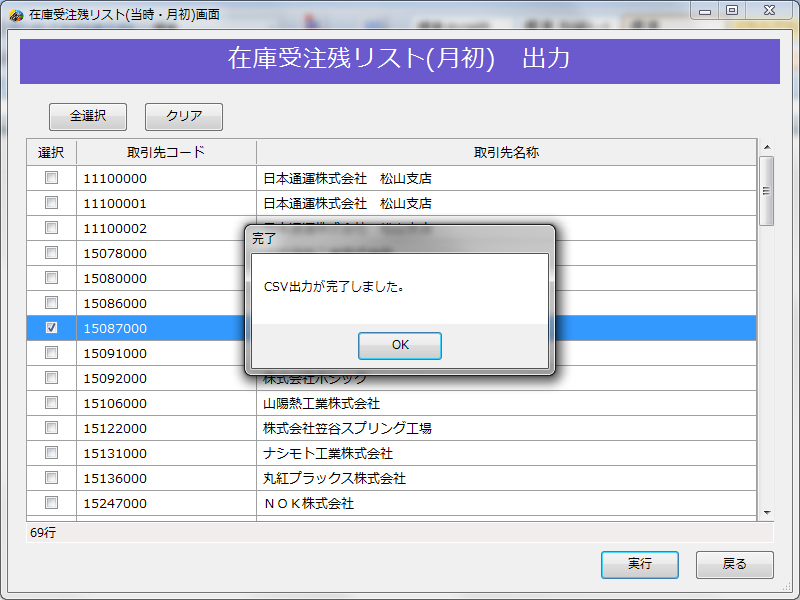 在庫受注残リスト(当時・月初)画面
在庫受注残リスト(月初)　出力
全選択　クリア
選択　取引先コード　取引先名称
11100000　日本通運株式会社　松山支店
11100001　日本通運株式会社　松山支店
11100002
15078000
15080000
15086000
15087000
15091000
15092000　株式会社ホシック
15106000　山陽熱工業株式会社
15122000　株式会社笠谷スプリング工場
15131000　ナシモト工業株式会社
15136000　丸紅プラックス株式会社
15247000　ＮＯＫ株式会社
完了
CSV出力が完了しました。
OK
69行
実行　戻る